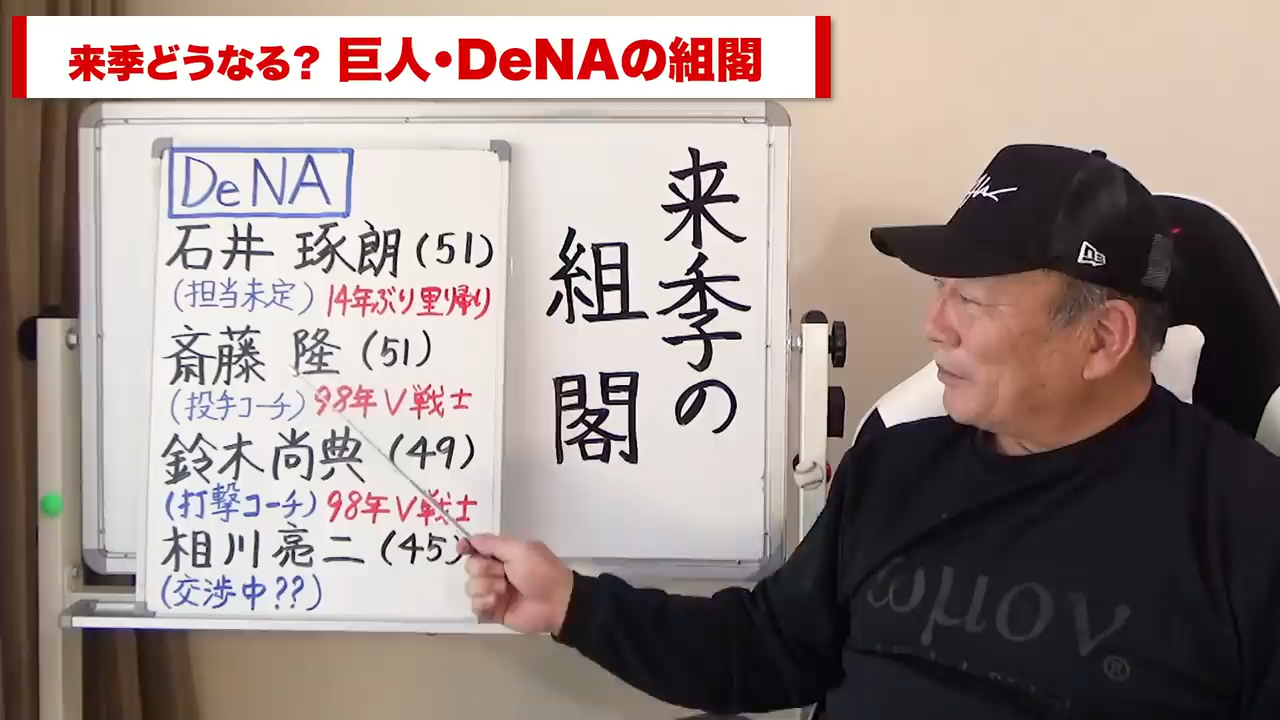 来季どうなる? 巨人・DeNAの組閣
DeNA
石井 琢朗(51)
(担当未定) 14年ぶり里帰り
斎藤 隆(51)
(投手コーチ) 98年V戦士
鈴木尚典(49)
(打撃コーチ) 98年V戦士
相川亮二(45)
(交渉中??)
来季の
組閣
ωμον®